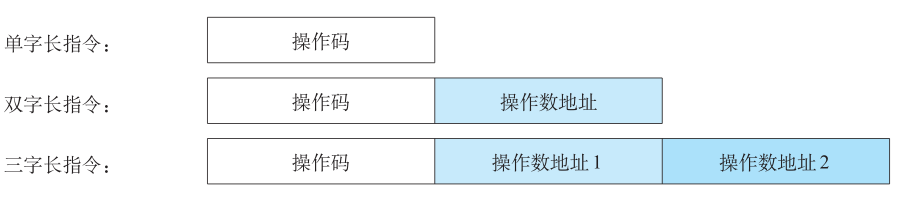 单字长指令： 操作码
双字长指令： 操作码 操作数地址
三字长指令： 操作码 操作数地址1 操作数地址2